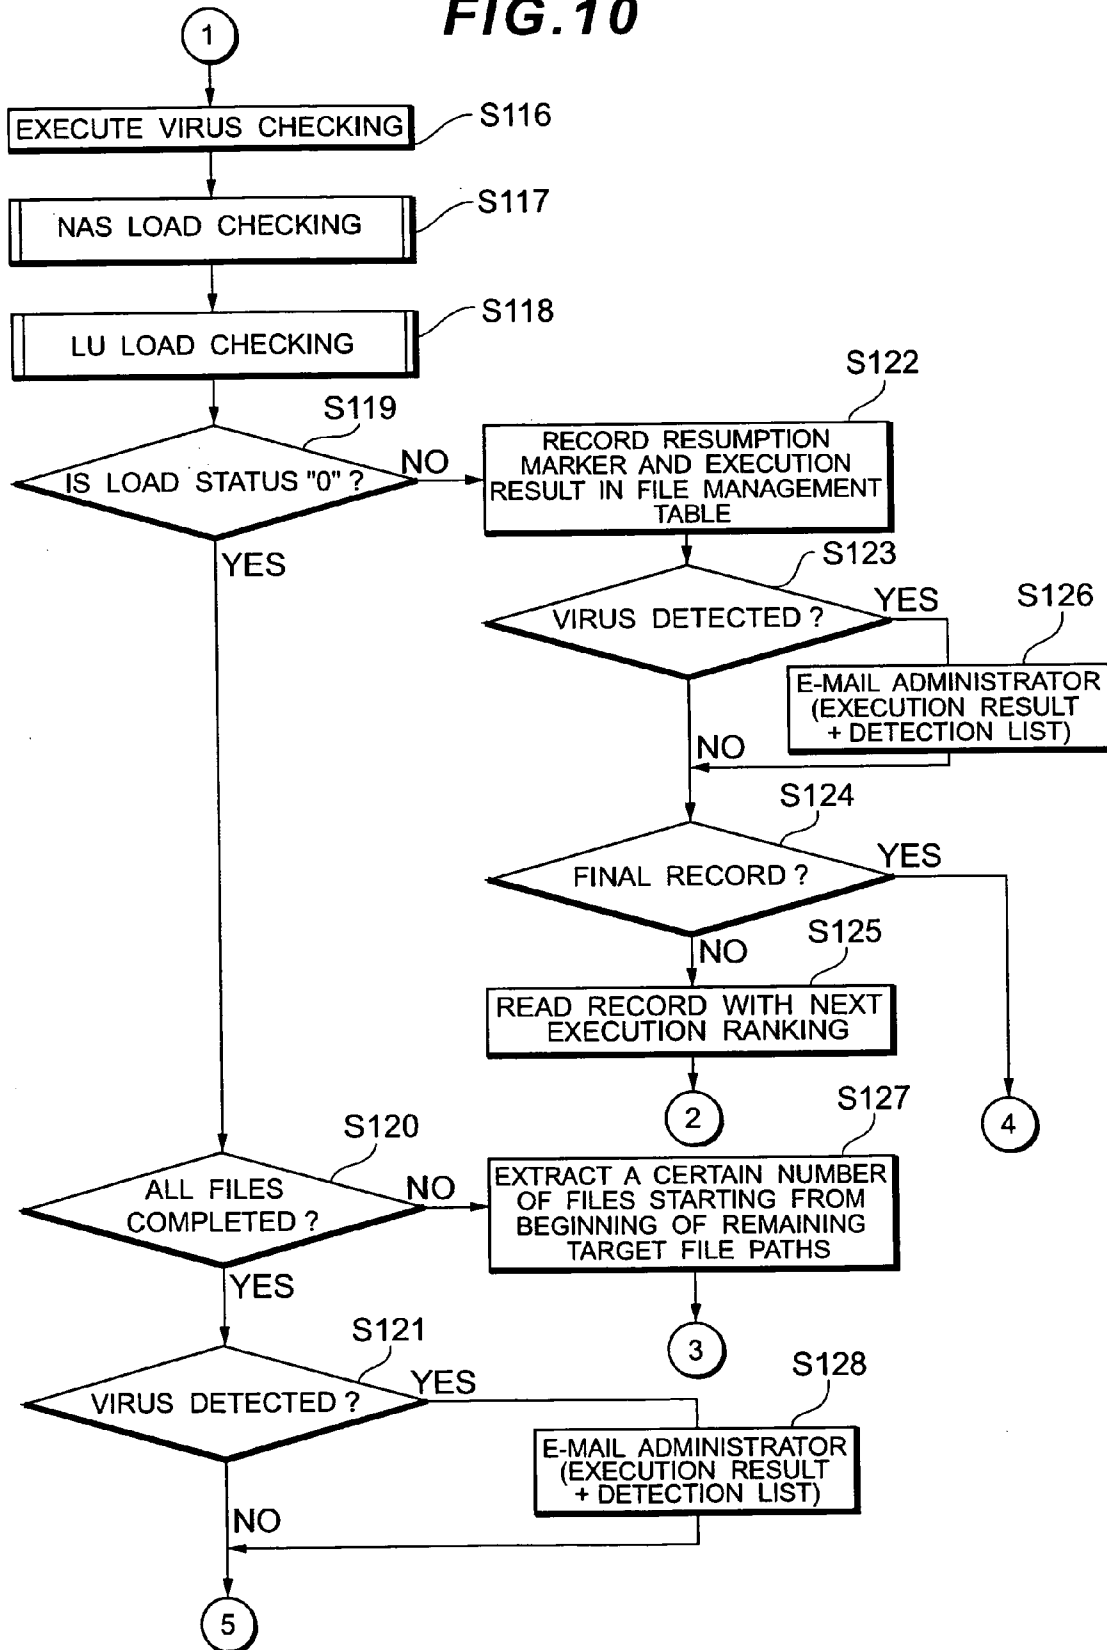 FIG.10
1
EXECUTE VIRUS CHECKING
S116
NAS LOAD CHECKING
S117
LU LOAD CHECKING
S118
S119
IS LOAD STATUS "0" ?
NO
YES
S122
RECORD RESUMPTION
MARKER AND EXECUTION
RESULT IN FILE MANAGEMENT
TABLE
S123
VIRUS DETECTED ?
YES
NO
S126
E-MAIL ADMINISTRATOR
(EXECUTION RESULT
+ DETECTION LIST)
S124
FINAL RECORD ?
YES
NO
S125
READ RECORD WITH NEXT
EXECUTION RANKING
2
4
S120
ALL FILES
COMPLETED ?
NO
YES
S127
EXTRACT A CERTAIN NUMBER
OF FILES STARTING FROM
BEGINNING OF REMAINING
TARGET FILE PATHS
3
S121
VIRUS DETECTED ?
YES
NO
S128
E-MAIL ADMINISTRATOR
(EXECUTION RESULT
+ DETECTION LIST)
5